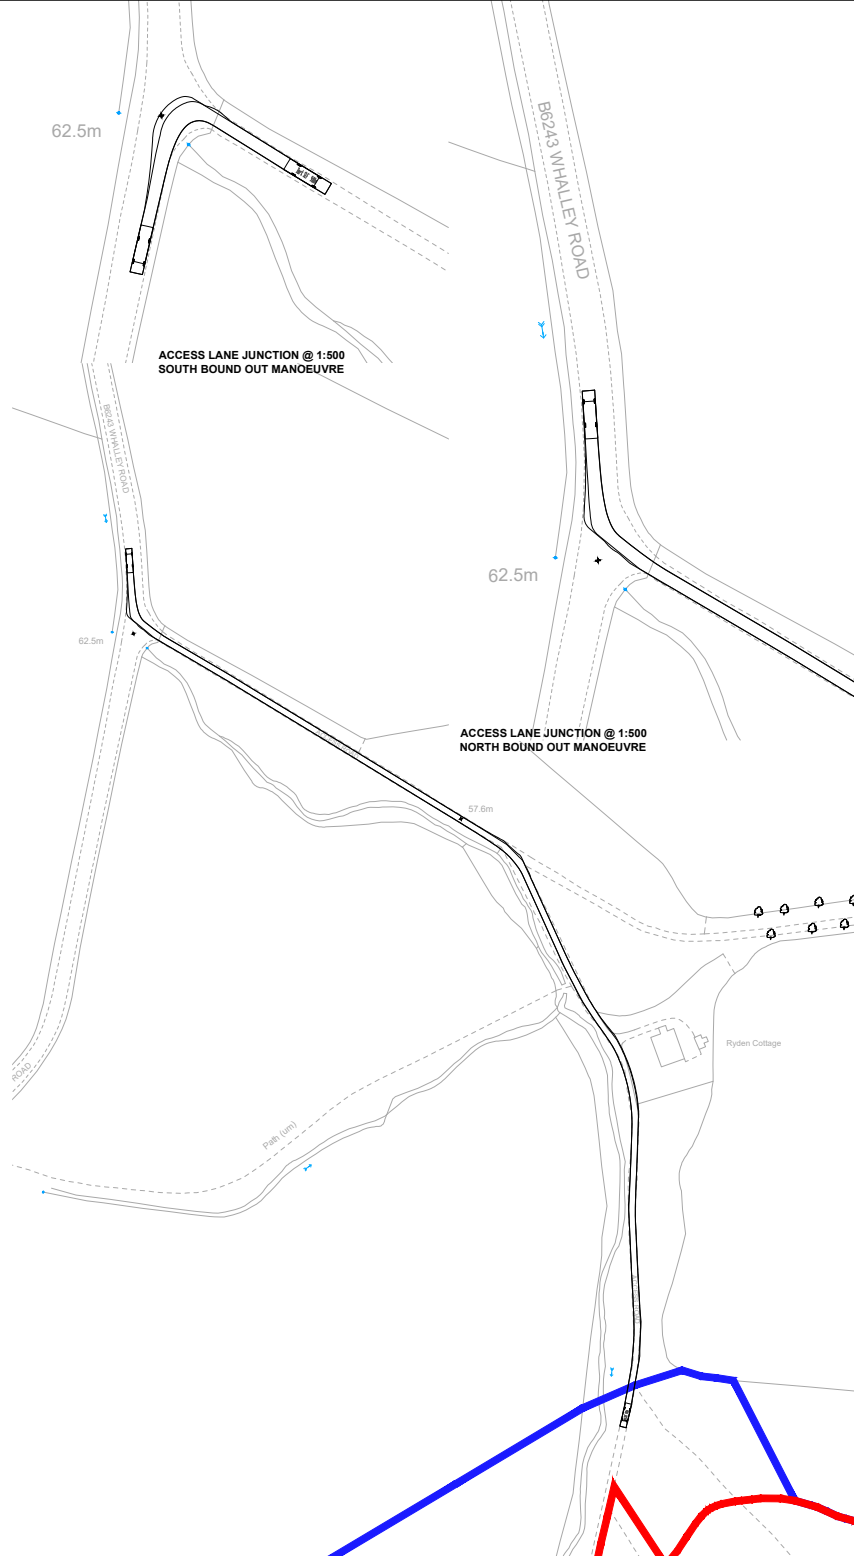 62.5m
B6243 WHALLEY ROAD
ACCESS LANE JUNCTION @ 1:500
SOUTH BOUND OUT MANOEUVRE
B6243 WHALLEY ROAD
62.5m
62.5m
ACCESS LANE JUNCTION @ 1:500
NORTH BOUND OUT MANOEUVRE
57.6m
Ryden Cottage
ROAD
Path (um)